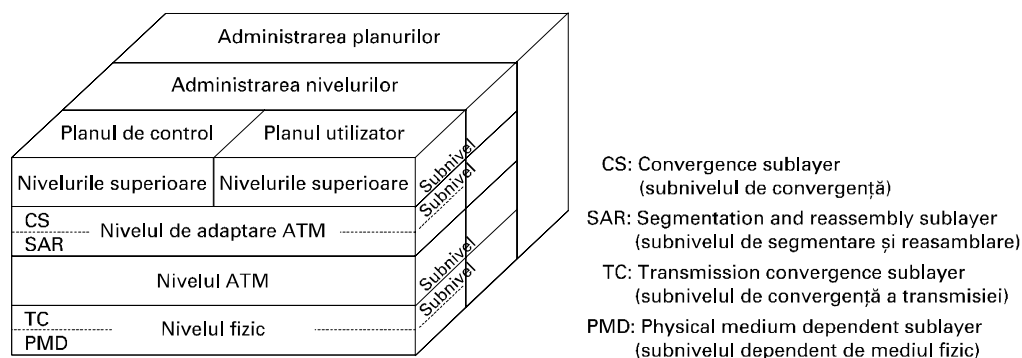 Administrarea planurilor
Administrarea nivelurilor
Planul de control
Planul utilizator
Nivelurile superioare
Nivelurile superioare
Subnivel
Subnivel
CS
SAR
Nivelul de adaptare ATM
Nivelul ATM
Subnivel
Subnivel
TC
PMD
Nivelul fizic
CS: Convergence sublayer
(subnivelul de convergență)
SAR: Segmentation and reassembly sublayer
(subnivelul de segmentare și reasamblare)
TC: Transmission convergence sublayer
(subnivelul de convergență a transmisiei)
PMD: Physical medium dependent sublayer
(subnivelul dependent de mediul fizic)